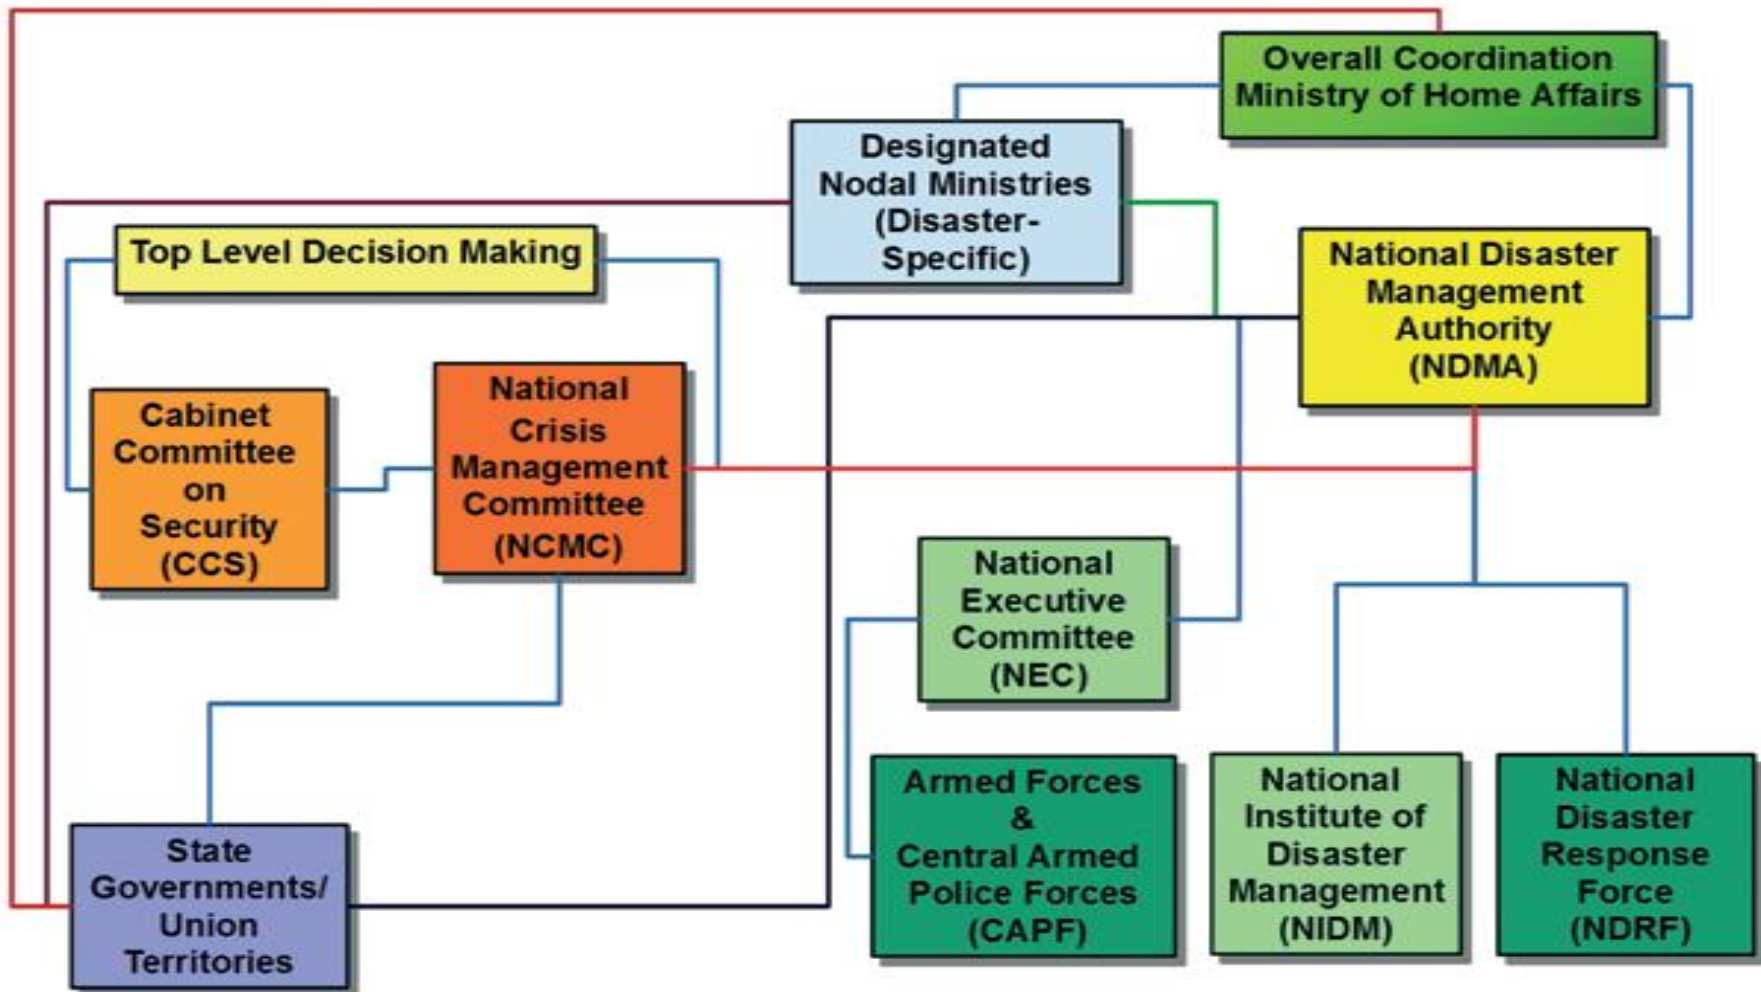 Overall Coordination
Ministry of Home Affairs
Designated
Nodal Ministries
(Disaster-
Specific)
Top Level Decision Making
National Disaster
Management
Authority
(NDMA)
Cabinet
Committee
on
Security
(CCS)
National
Crisis
Management
Committee
(NCMC)
National
Executive
Committee
(NEC)
State
Governments/
Union
Territories
Armed Forces
&
Central Armed
Police Forces
(CAPF)
National
Institute of
Disaster
Management
(NIDM)
National
Disaster
Response
Force
(NDRF)